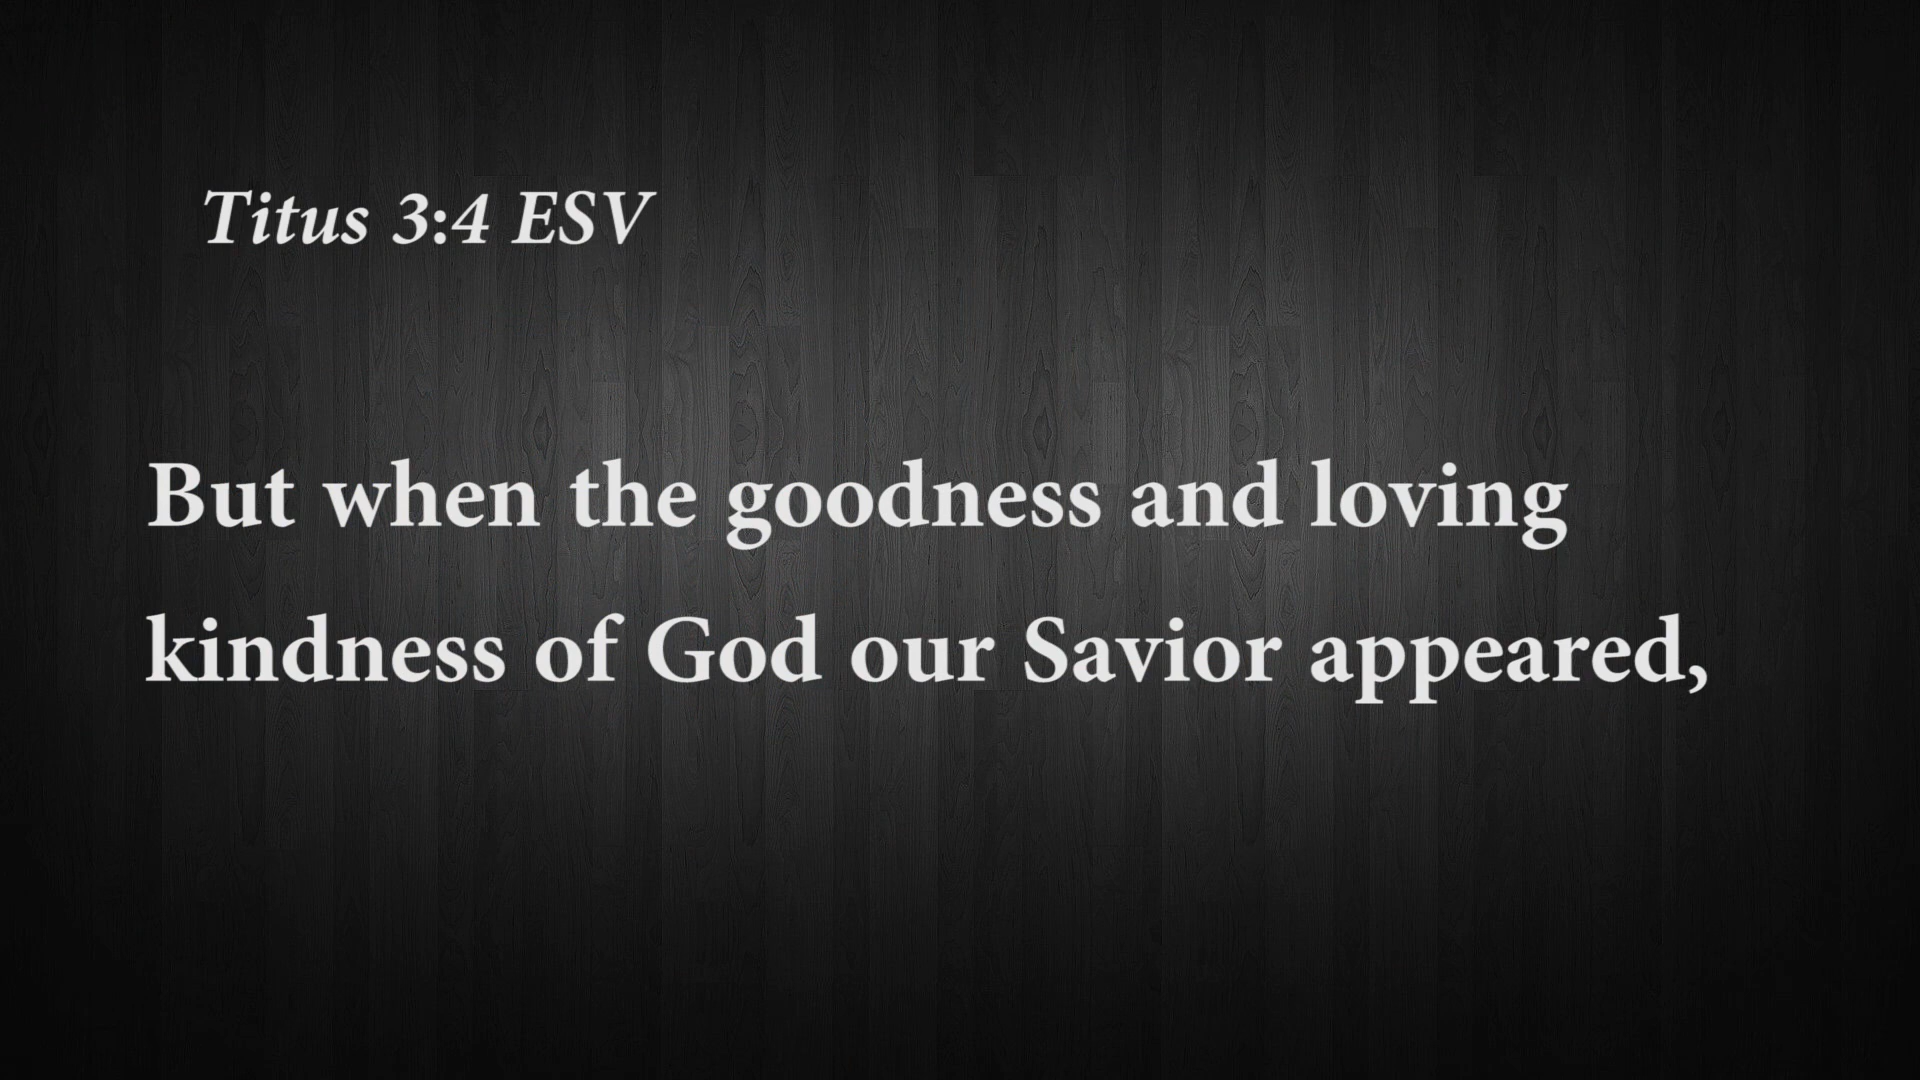 Titus 3:4 ESV
But when the goodness and loving
kindness of God our Savior appeared,